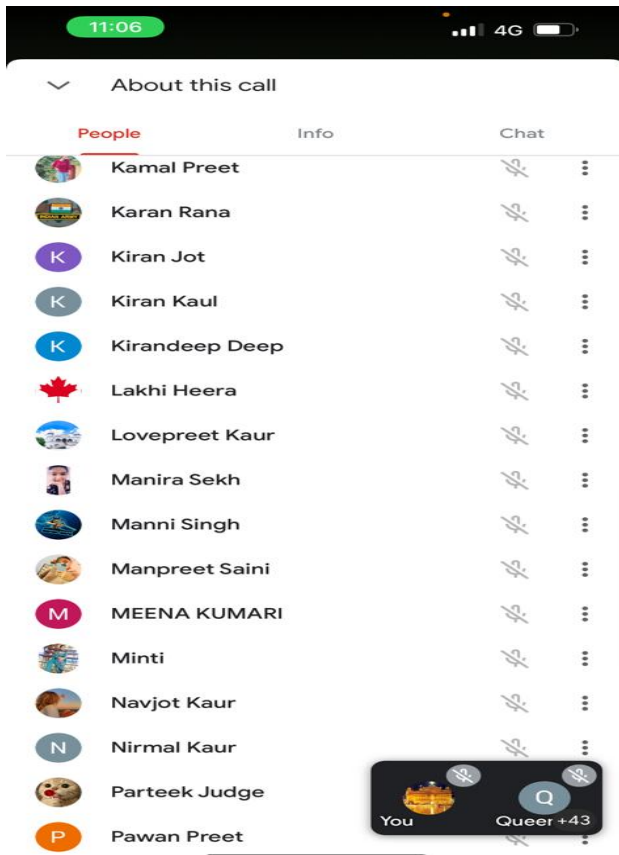 11:06
4G
About this call
People Info Chat
Kamal Preet
Karan Rana
K Kiran Jot
K Kiran Kaul
K Kirandeep Deep
Lakhi Heera
Lovepreet Kaur
Manira Sekh
Manni Singh
Manpreet Saini
M MEENA KUMARI
Minti
Navjot Kaur
N Nirmal Kaur
Parteek Judge
Q
You Queer +43
P Pawan Preet